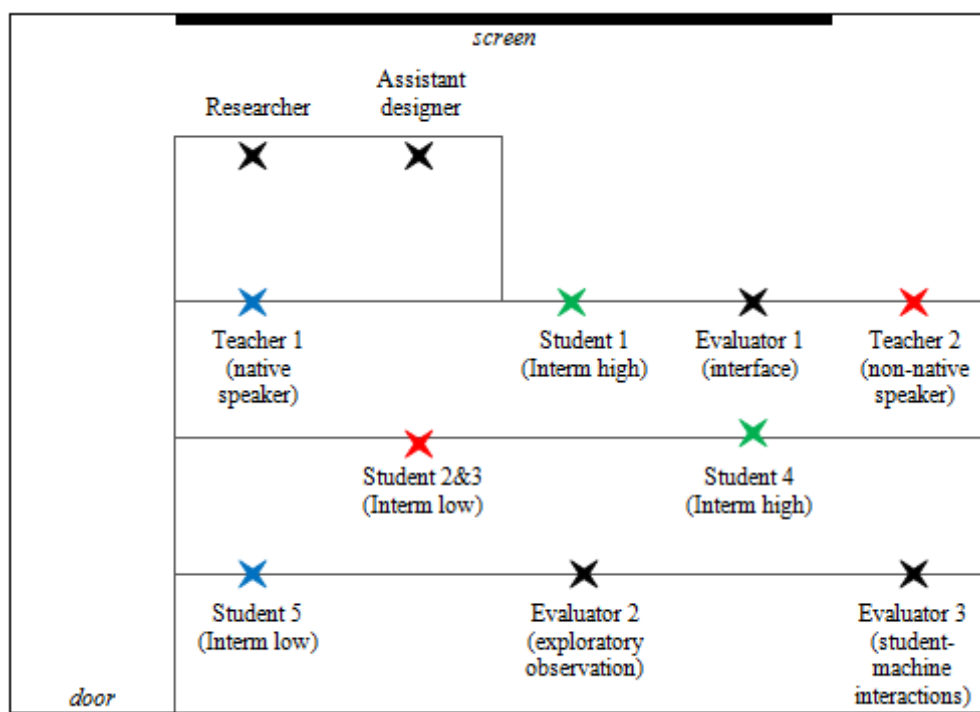 screen
Assistant
designer
Researcher
Teacher 1
(native
speaker)
Student 1
(Interm high)
Evaluator 1
(interface)
Teacher 2
(non-native
speaker)
Student 2&3
(Interm low)
Student 4
(Interm high)
Student 5
(Interm low)
Evaluator 2
(exploratory
observation)
Evaluator 3
(student-
machine
interactions)
door